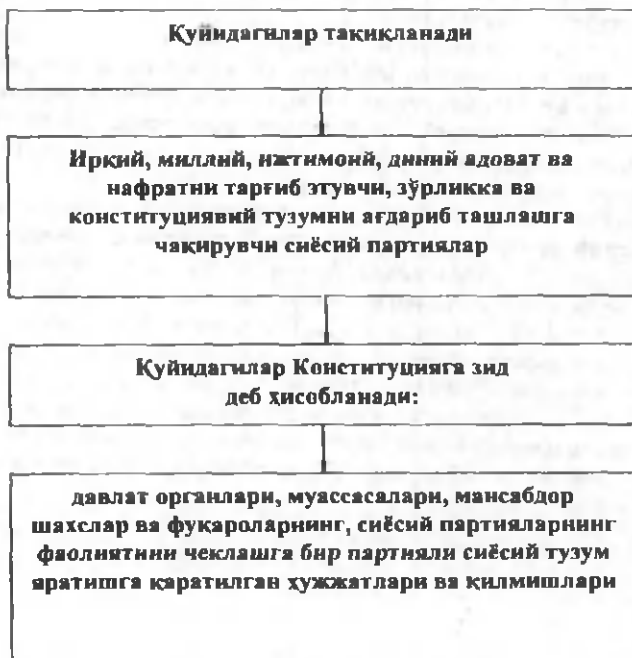 Қуйидагилар тақиқланади
Ирқий, миллий, ижтимоий, диний адоват ва
нафратни тарғиб этувчи, зўрликка ва
конституциявий тузумни ағдариб ташлашга
чақирувчи сиёсий партиялар
Қуйидагилар Конституцияга зид
деб ҳисобланади:
давлат органлари, муассасалари, мансабдор
шахслар ва фуқароларнинг, сиёсий партияларнинг
фаолиятини чеклашга бир партияли сиёсий тузум
яратишга қаратилган ҳужжатлари ва қилмишлари